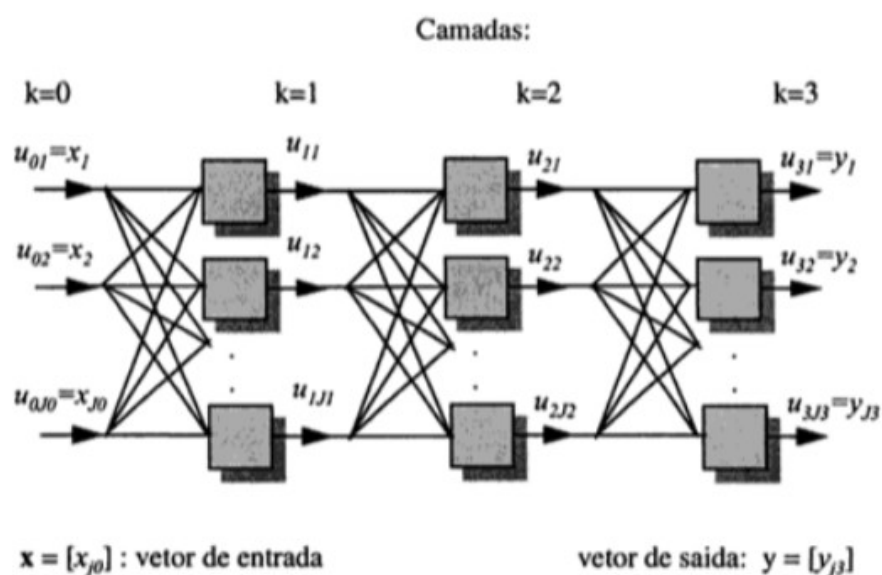 Camadas:
k=0 k=1 k=2 k=3
u01=x1 u11 u21 u31=y1
u02=x2 u12 u22 u32=y2
u0J0=xJ0 u1J1 u2J2 u3J3=yJ3
x = [xj0] : vetor de entrada vetor de saida: y = [yj3]